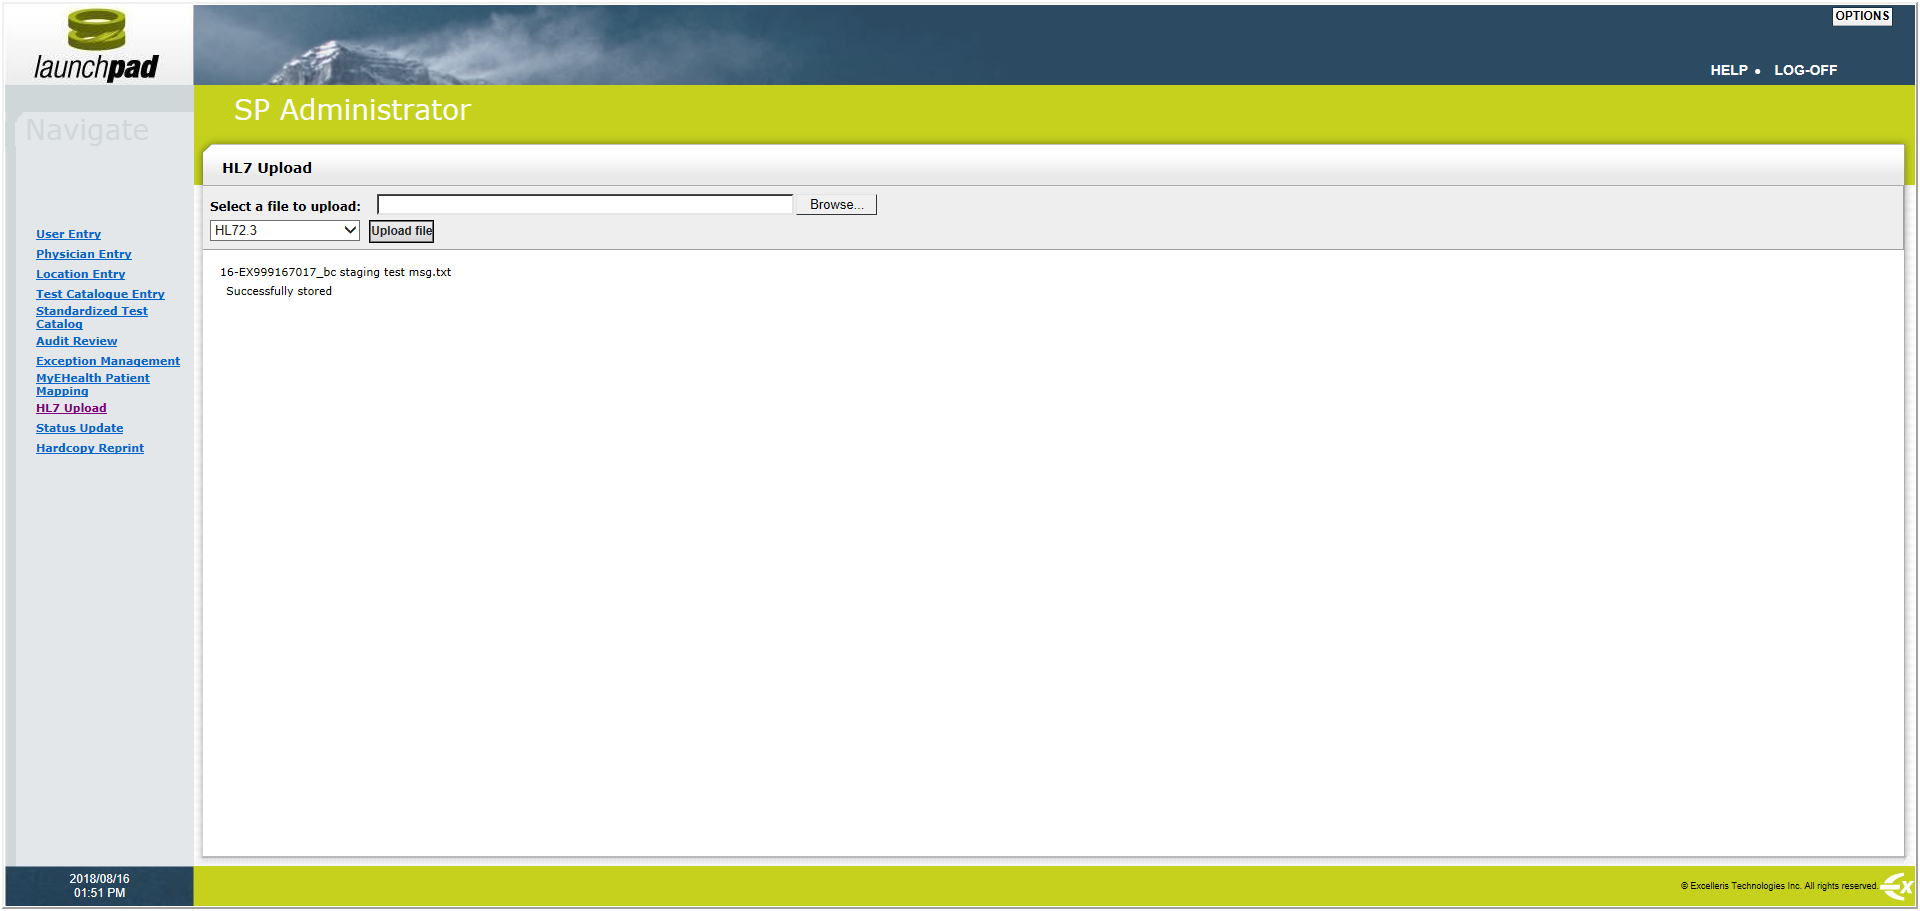 launchpad
OPTIONS
HELP • LOG-OFF
SP Administrator
Navigate
HL7 Upload
Select a file to upload:
Browse...
HL72.3
Upload file
16-EX999167017_bc staging test msg.txt
Successfully stored
User Entry
Physician Entry
Location Entry
Test Catalogue Entry
Standardized Test
Catalog
Audit Review
Exception Management
MyEHealth Patient
Mapping
HL7 Upload
Status Update
Hardcopy Reprint
2018/08/16
01:51 PM
© Excelleris Technologies Inc. All rights reserved.
Ex